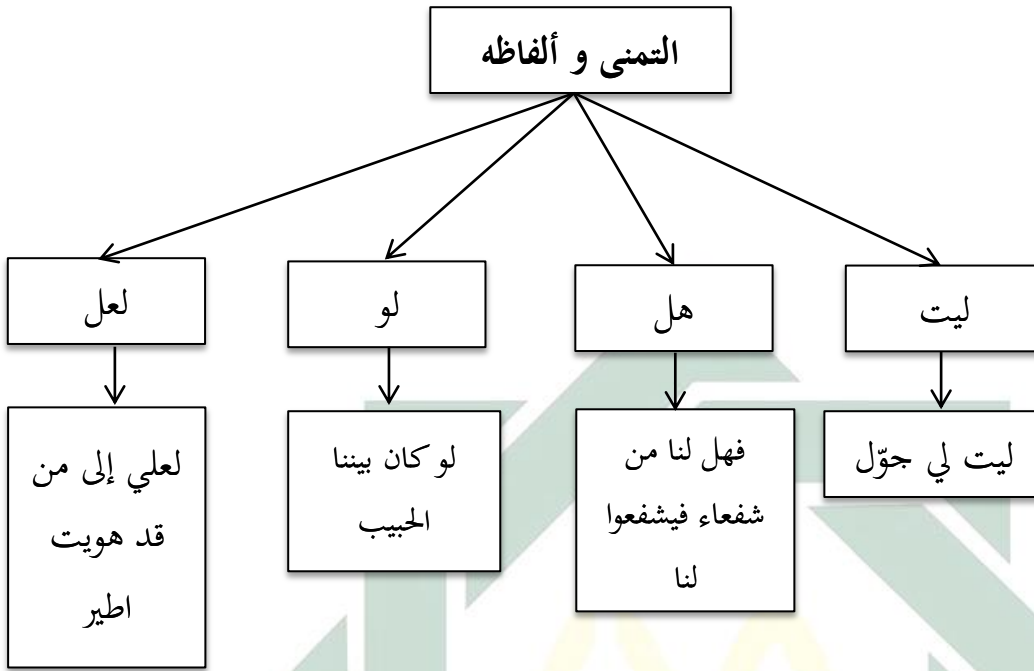 التمنى و ألفاظه
ليت
هل
لو
لعل
ليت لي جوّل
فهل لنا من
شفعاء فيشفعوا
لنا
لو كان بيننا
الحبيب
لعلي إلى من
قد هويت
اطير